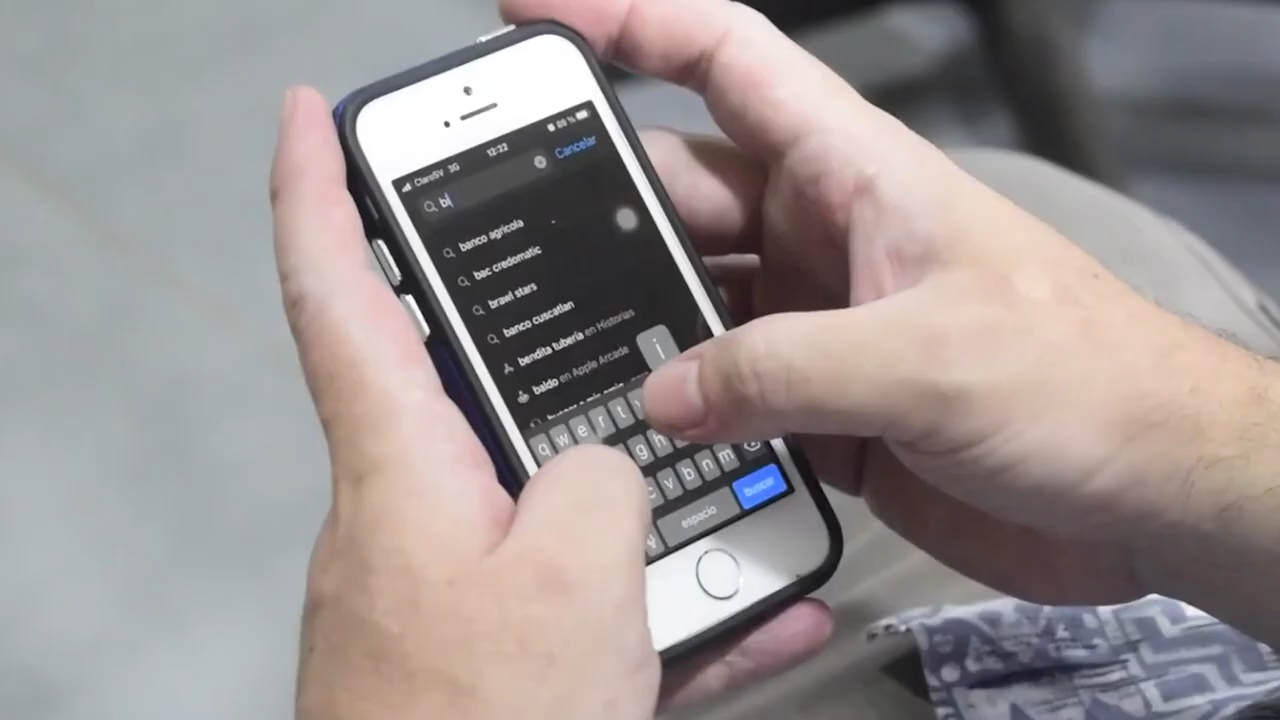 ClaroSV 3G 12:22 88 %
bl Cancelar
banco agricola
bac credomatic
brawl stars
banco cuscatlan
bendita tubería en Historias
baldo en Apple Arcade
i
q w e r t y
g h
c v b n m
espacio buscar